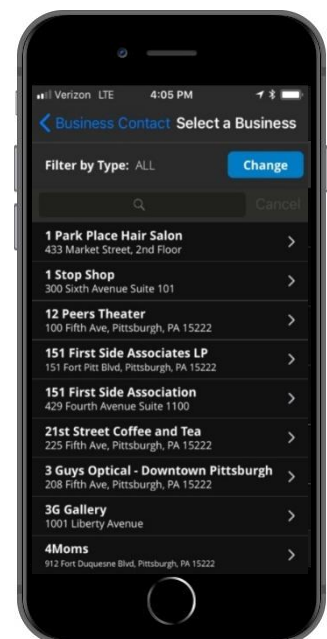 Verizon LTE 4:05 PM
Business Contact Select a Business
Filter by Type: ALL Change
Cancel
1 Park Place Hair Salon
433 Market Street, 2nd Floor
1 Stop Shop
300 Sixth Avenue Suite 101
12 Peers Theater
100 Fifth Ave, Pittsburgh, PA 15222
151 First Side Associates LP
151 Fort Pitt Blvd, Pittsburgh, PA 15222
151 First Side Association
429 Fourth Avenue Suite 1100
21st Street Coffee and Tea
225 Fifth Ave, Pittsburgh, PA 15222
3 Guys Optical - Downtown Pittsburgh
208 Fifth Ave, Pittsburgh, PA 15222
3G Gallery
1001 Liberty Avenue
4Moms
912 Fort Duquesne Blvd, Pittsburgh, PA 15222